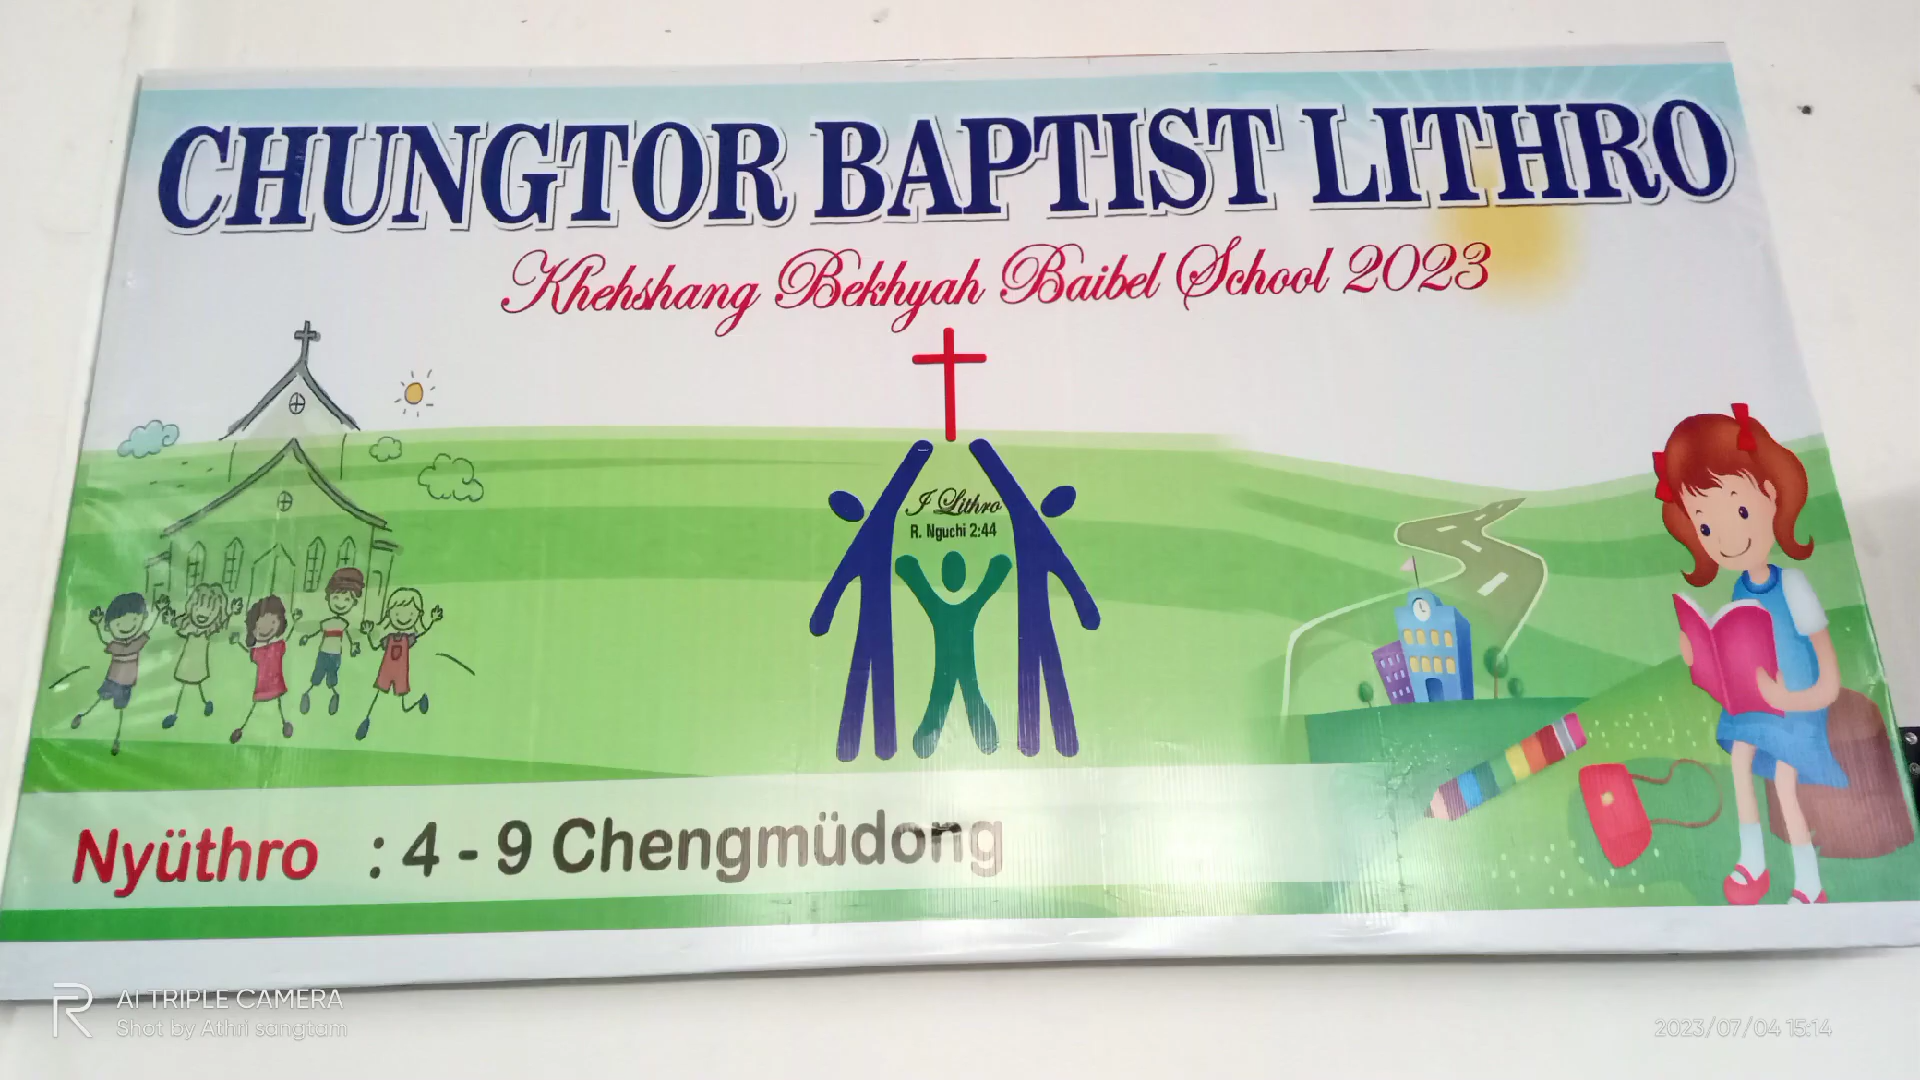 CHUNGTOR BAPTIST LITHRO
Khehshang Bekhyah Baibel School 2023
I Lithro
R. Nguchi 2:44
Nyüthro : 4 - 9 Chengmüdong
AI TRIPLE CAMERA
Shot by Athri sangtam
2023/07/04 15:14